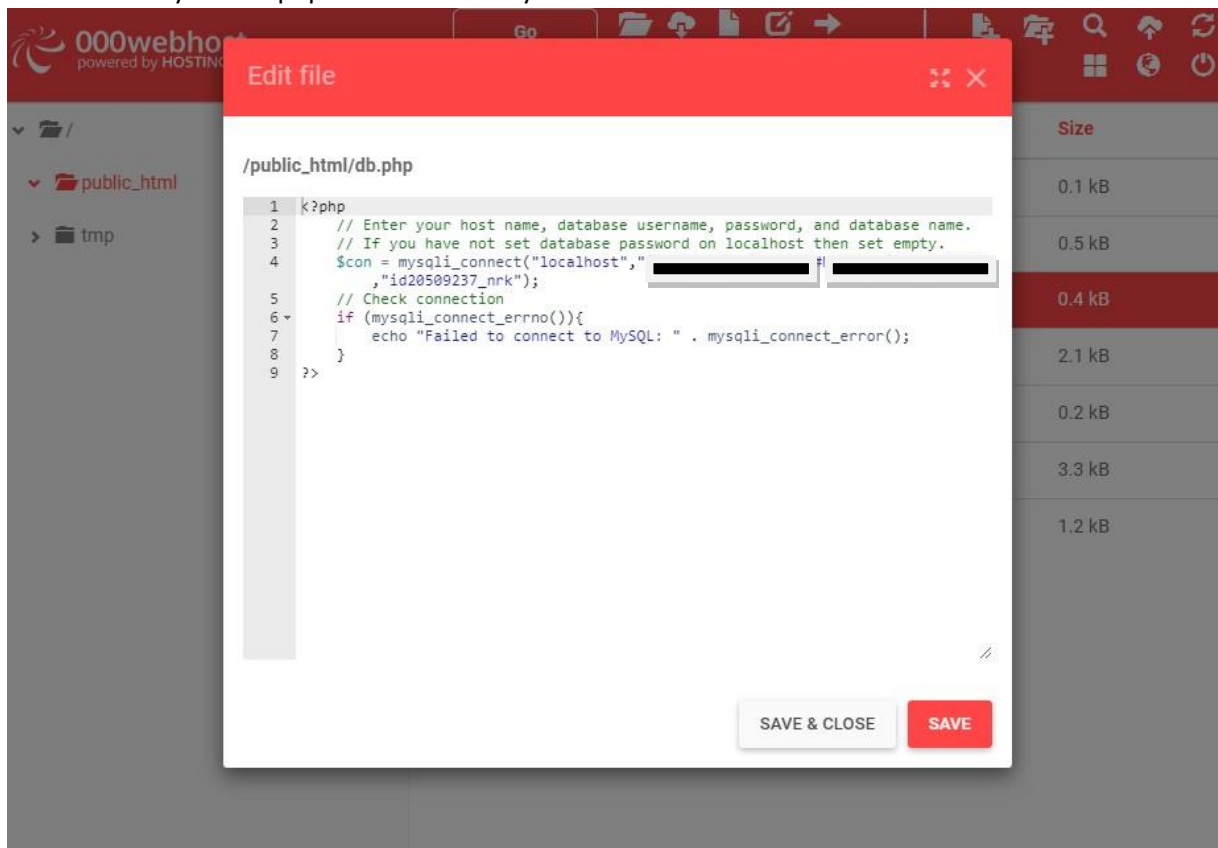 000webho
powered by HOSTING
Go
Edit file
/
public_html
tmp
Size
0.1 kB
0.5 kB
0.4 kB
2.1 kB
0.2 kB
3.3 kB
1.2 kB
/public_html/db.php
1 <?php
2 // Enter your host name, database username, password, and database name.
3 // If you have not set database password on localhost then set empty.
4 $con = mysqli_connect("localhost","
,"id20509237_nrk");
5 // Check connection
6 if (mysqli_connect_errno()){
7 echo "Failed to connect to MySQL: " . mysqli_connect_error();
8 }
9 ?>
SAVE & CLOSE
SAVE